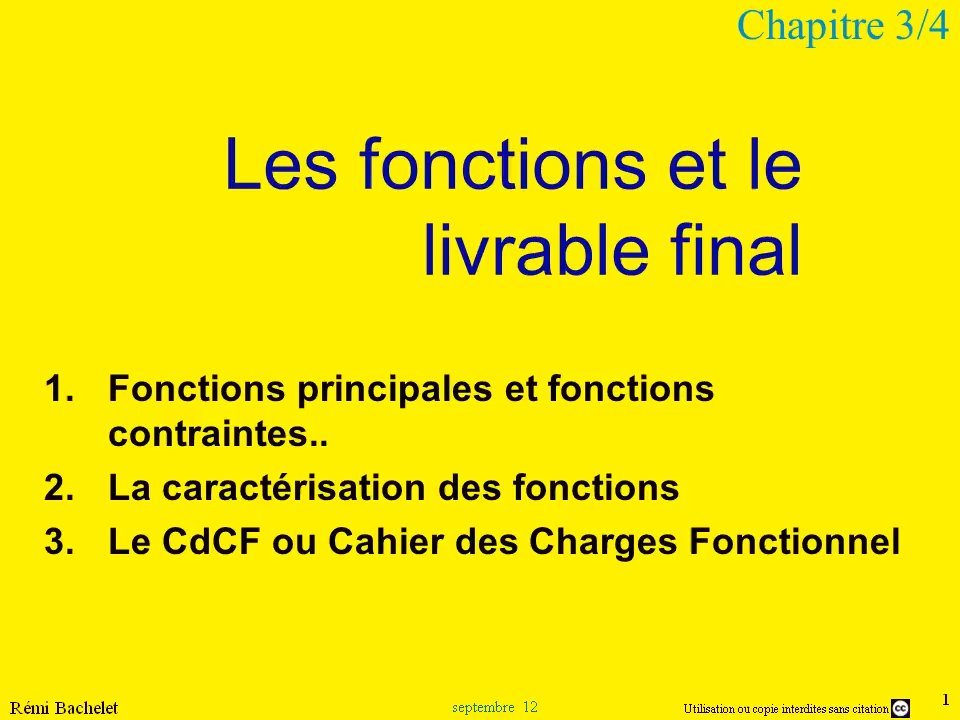 Chapitre 3/4
Les fonctions et le
livrable final
1. Fonctions principales et fonctions
contraintes..
2. La caractérisation des fonctions
3. Le CdCF ou Cahier des Charges Fonctionnel
Rémi Bachelet
septembre 12
Utilisation ou copie interdites sans citation
cc
1